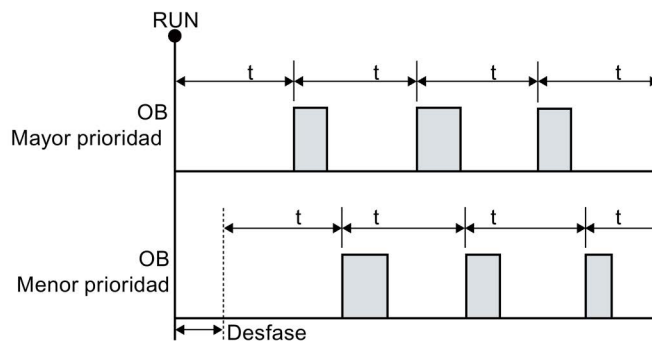 RUN
t t t t
OB
Mayor prioridad
t t t t
OB
Menor prioridad
Desfase